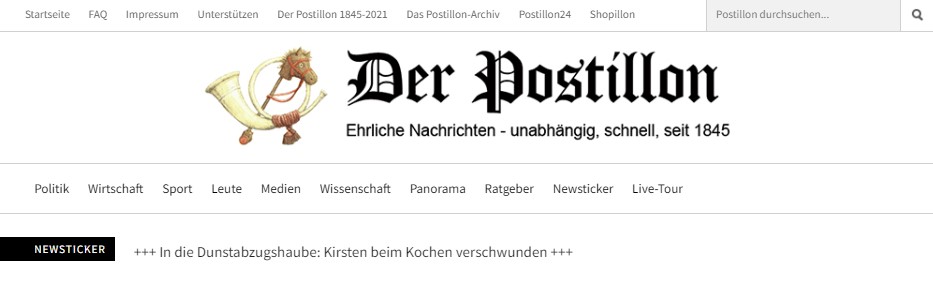 Startseite FAQ Impressum Unterstützen Der Postillon 1845-2021 Das Postillon-Archiv Postillon24 Shopillon Postillon durchsuchen...
Der Postillon
Ehrliche Nachrichten - unabhängig, schnell, seit 1845
Politik Wirtschaft Sport Leute Medien Wissenschaft Panorama Ratgeber Newsticker Live-Tour
NEWSTICKER +++ In die Dunstabzugshaube: Kirsten beim Kochen verschwunden +++